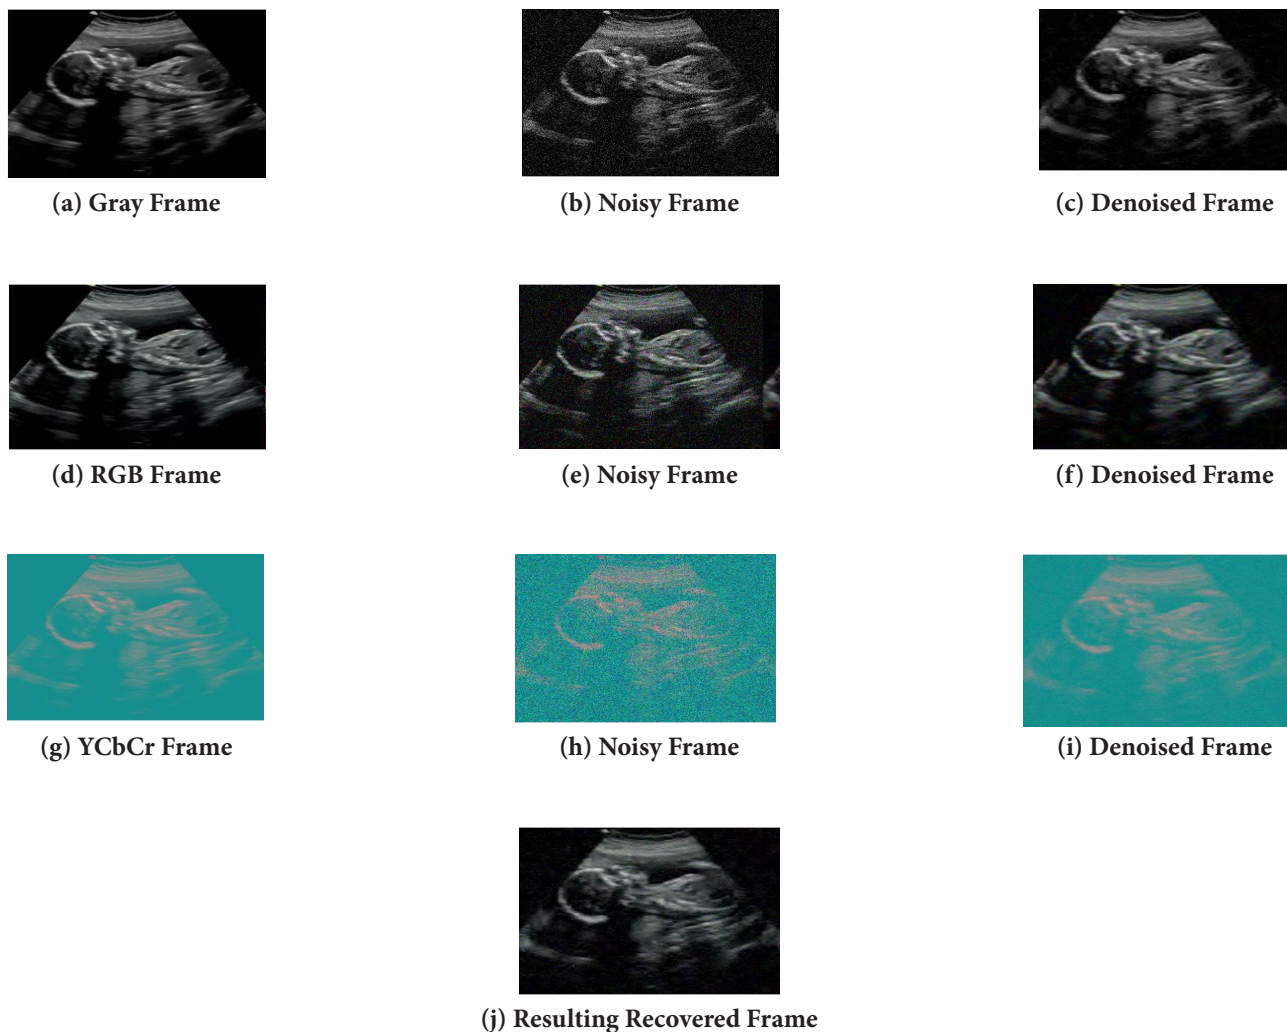 (a) Gray Frame
(b) Noisy Frame
(c) Denoised Frame
(d) RGB Frame
(e) Noisy Frame
(f) Denoised Frame
(g) YCbCr Frame
(h) Noisy Frame
(i) Denoised Frame
(j) Resulting Recovered Frame